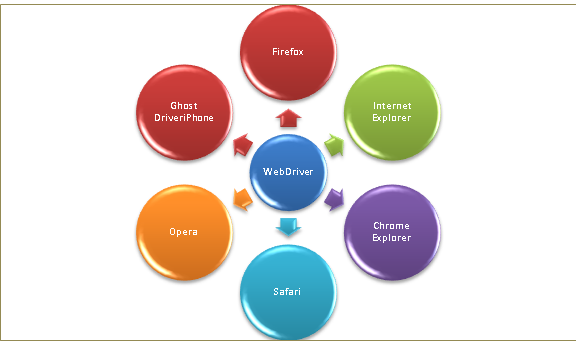 Firefox
Ghost
DriveriPhone
Internet
Explorer
WebDriver
Opera
Chrome
Explorer
Safari